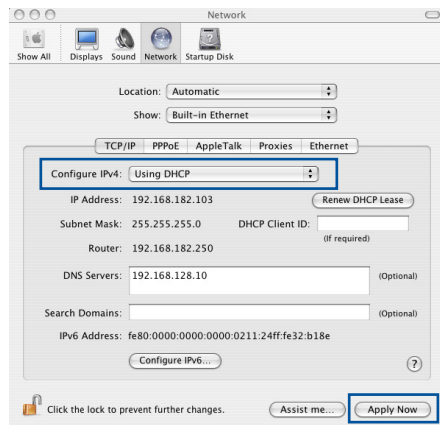 Network
Show All Displays Sound Network Startup Disk
Location: Automatic
Show: Built-in Ethernet
TCP/IP PPPoE AppleTalk Proxies Ethernet
Configure IPv4: Using DHCP
IP Address: 192.168.182.103 Renew DHCP Lease
Subnet Mask: 255.255.255.0 DHCP Client ID:
(If required)
Router: 192.168.182.250
DNS Servers: 192.168.128.10 (Optional)
Search Domains: (Optional)
IPv6 Address: fe80:0000:0000:0000:0211:24ff:fe32:b18e
Configure IPv6... ?
Click the lock to prevent further changes. Assist me... Apply Now